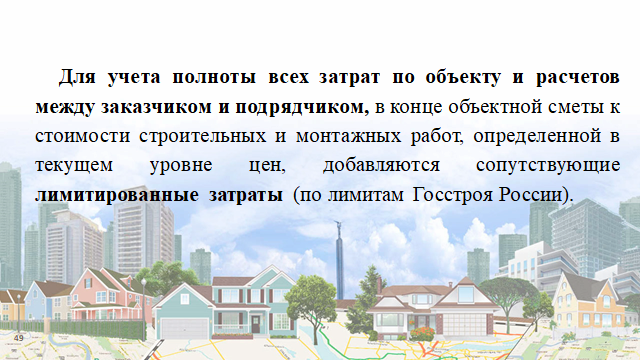 Для учета полноты всех затрат по объекту и расчетов
между заказчиком и подрядчиком, в конце объектной сметы к
стоимости строительных и монтажных работ, определенной в
текущем уровне цен, добавляются сопутствующие
лимитированные затраты (по лимитам Госстроя России).
49